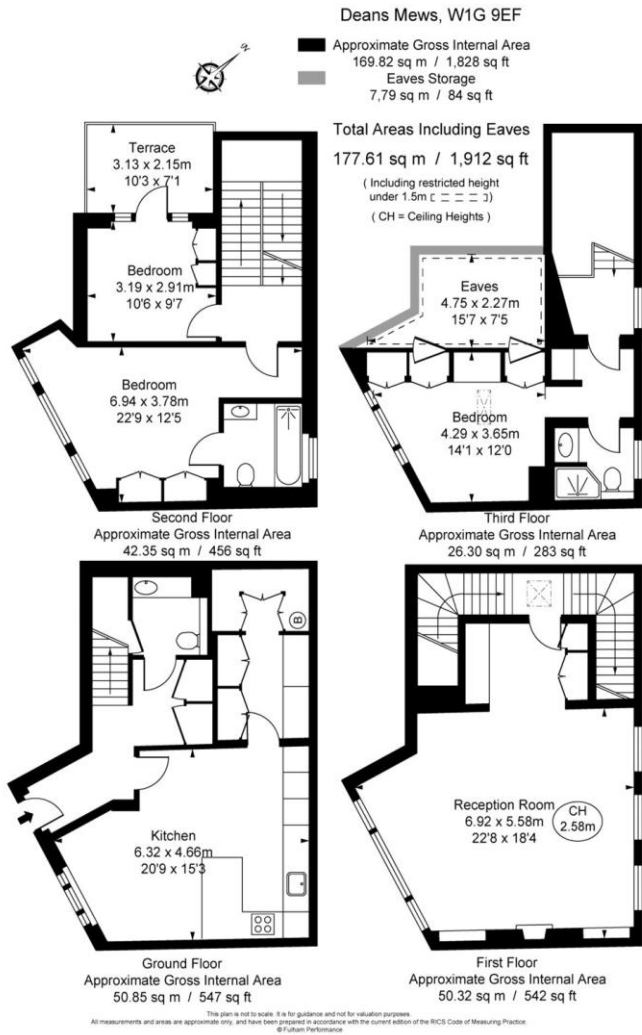 Deans Mews, W1G 9EF
Approximate Gross Internal Area
169.82 sq m / 1,828 sq ft
Eaves Storage
7,79 sq m / 84 sq ft
Total Areas Including Eaves
177.61 sq m / 1,912 sq ft
( Including restricted height
under 1.5m )
( CH = Ceiling Heights )
N
Terrace
3.13 x 2.15m
10'3 x 7'1
Bedroom
3.19 x 2.91m
10'6 x 9'7
Bedroom
6.94 x 3.78m
22'9 x 12'5
Second Floor
Approximate Gross Internal Area
42.35 sq m / 456 sq ft
Eaves
4.75 x 2.27m
15'7 x 7'5
Bedroom
4.29 x 3.65m
14'1 x 12'0
Third Floor
Approximate Gross Internal Area
26.30 sq m / 283 sq ft
B
Kitchen
6.32 x 4.66m
20'9 x 15'3
Ground Floor
Approximate Gross Internal Area
50.85 sq m / 547 sq ft
Reception Room
6.92 x 5.58m
22'8 x 18'4
CH
2.58m
First Floor
Approximate Gross Internal Area
50.32 sq m / 542 sq ft
This plan is not to scale. It is for guidance and not for valuation purposes.
All measurements and areas are approximate only, and have been prepared in accordance with the current edition of the RICS Code of Measuring Practice.
© Fulham Performance